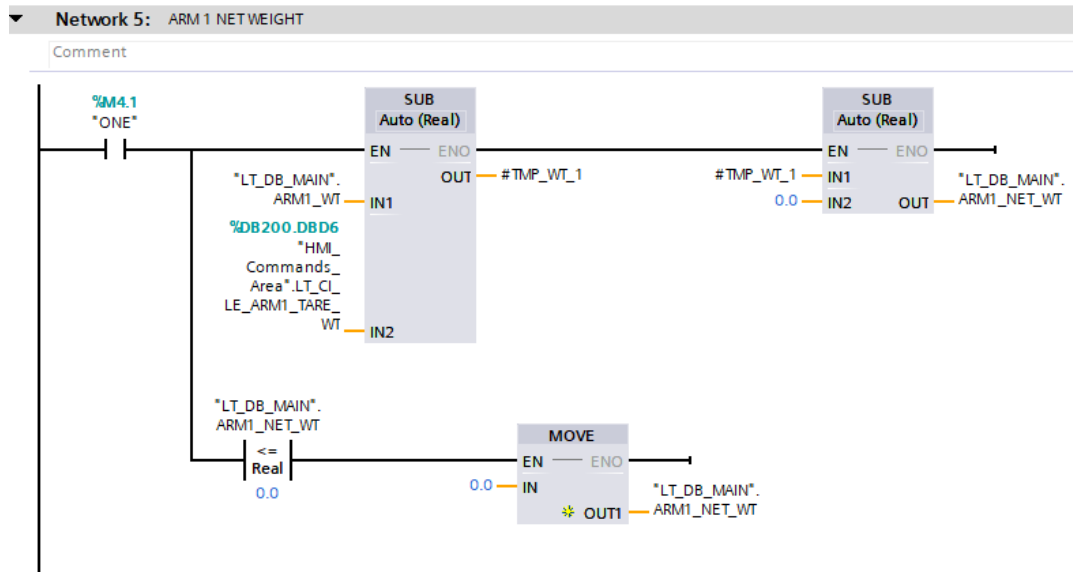 Network 5: ARM 1 NET WEIGHT
Comment
%M4.1
"ONE"
SUB
Auto (Real)
EN
ENO
"LT_DB_MAIN".
ARM1_WT
IN1
OUT
#TMP_WT_1
%DB200.DBD6
"HMI_
Commands_
Area".LT_CI_
LE_ARM1_TARE_
WT
IN2
SUB
Auto (Real)
EN
ENO
#TMP_WT_1
IN1
0.0
IN2
OUT
"LT_DB_MAIN".
ARM1_NET_WT
"LT_DB_MAIN".
ARM1_NET_WT
<=
Real
0.0
MOVE
EN
ENO
0.0
IN
OUT1
"LT_DB_MAIN".
ARM1_NET_WT